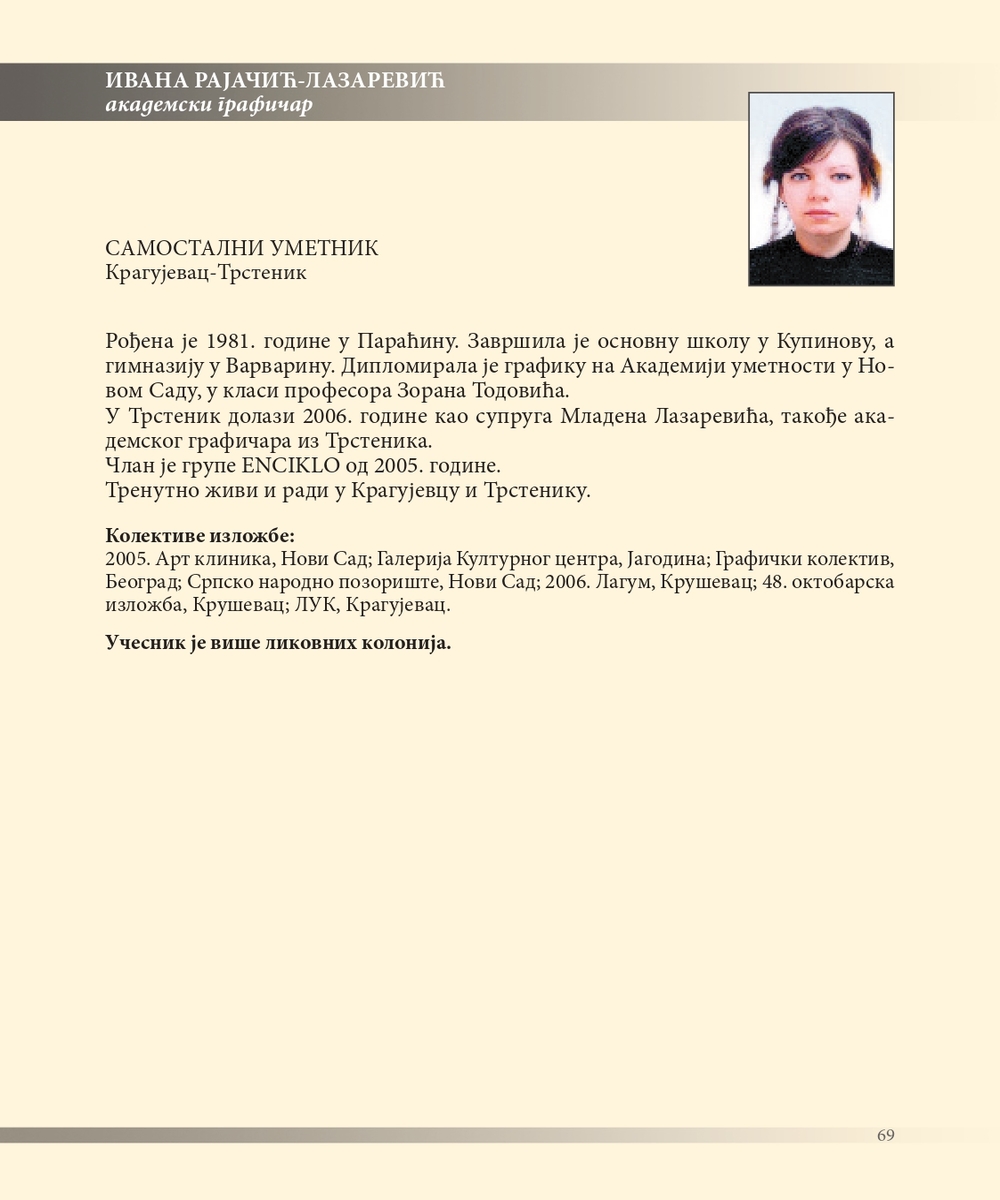 ИВАНА РАЈАЧИЋ-ЛАЗАРЕВИЋ
академски графичар
САМОСТАЛНИ УМЕТНИК
Крагујевац-Трстеник
Рођена је 1981. године у Параћину. Завршила је основну школу у Купинову, а
гимназију у Варварину. Дипломирала је графику на Академији уметности у Но-
вом Саду, у класи професора Зорана Тодовића.
У Трстеник долази 2006. године као супруга Младена Лазаревића, такође ака-
демског графичара из Трстеника.
Члан је групе ENCIKLO од 2005. године.
Тренутно живи и ради у Крагујевцу и Трстенику.
Колективе изложбе:
2005. Арт клиника, Нови Сад; Галерија Културног центра, Јагодина; Графички колектив,
Београд; Српско народно позориште, Нови Сад; 2006. Лагум, Крушевац; 48. октобарска
изложба, Крушевац; ЛУК, Крагујевац.
Учесник је више ликовних колонија.
69